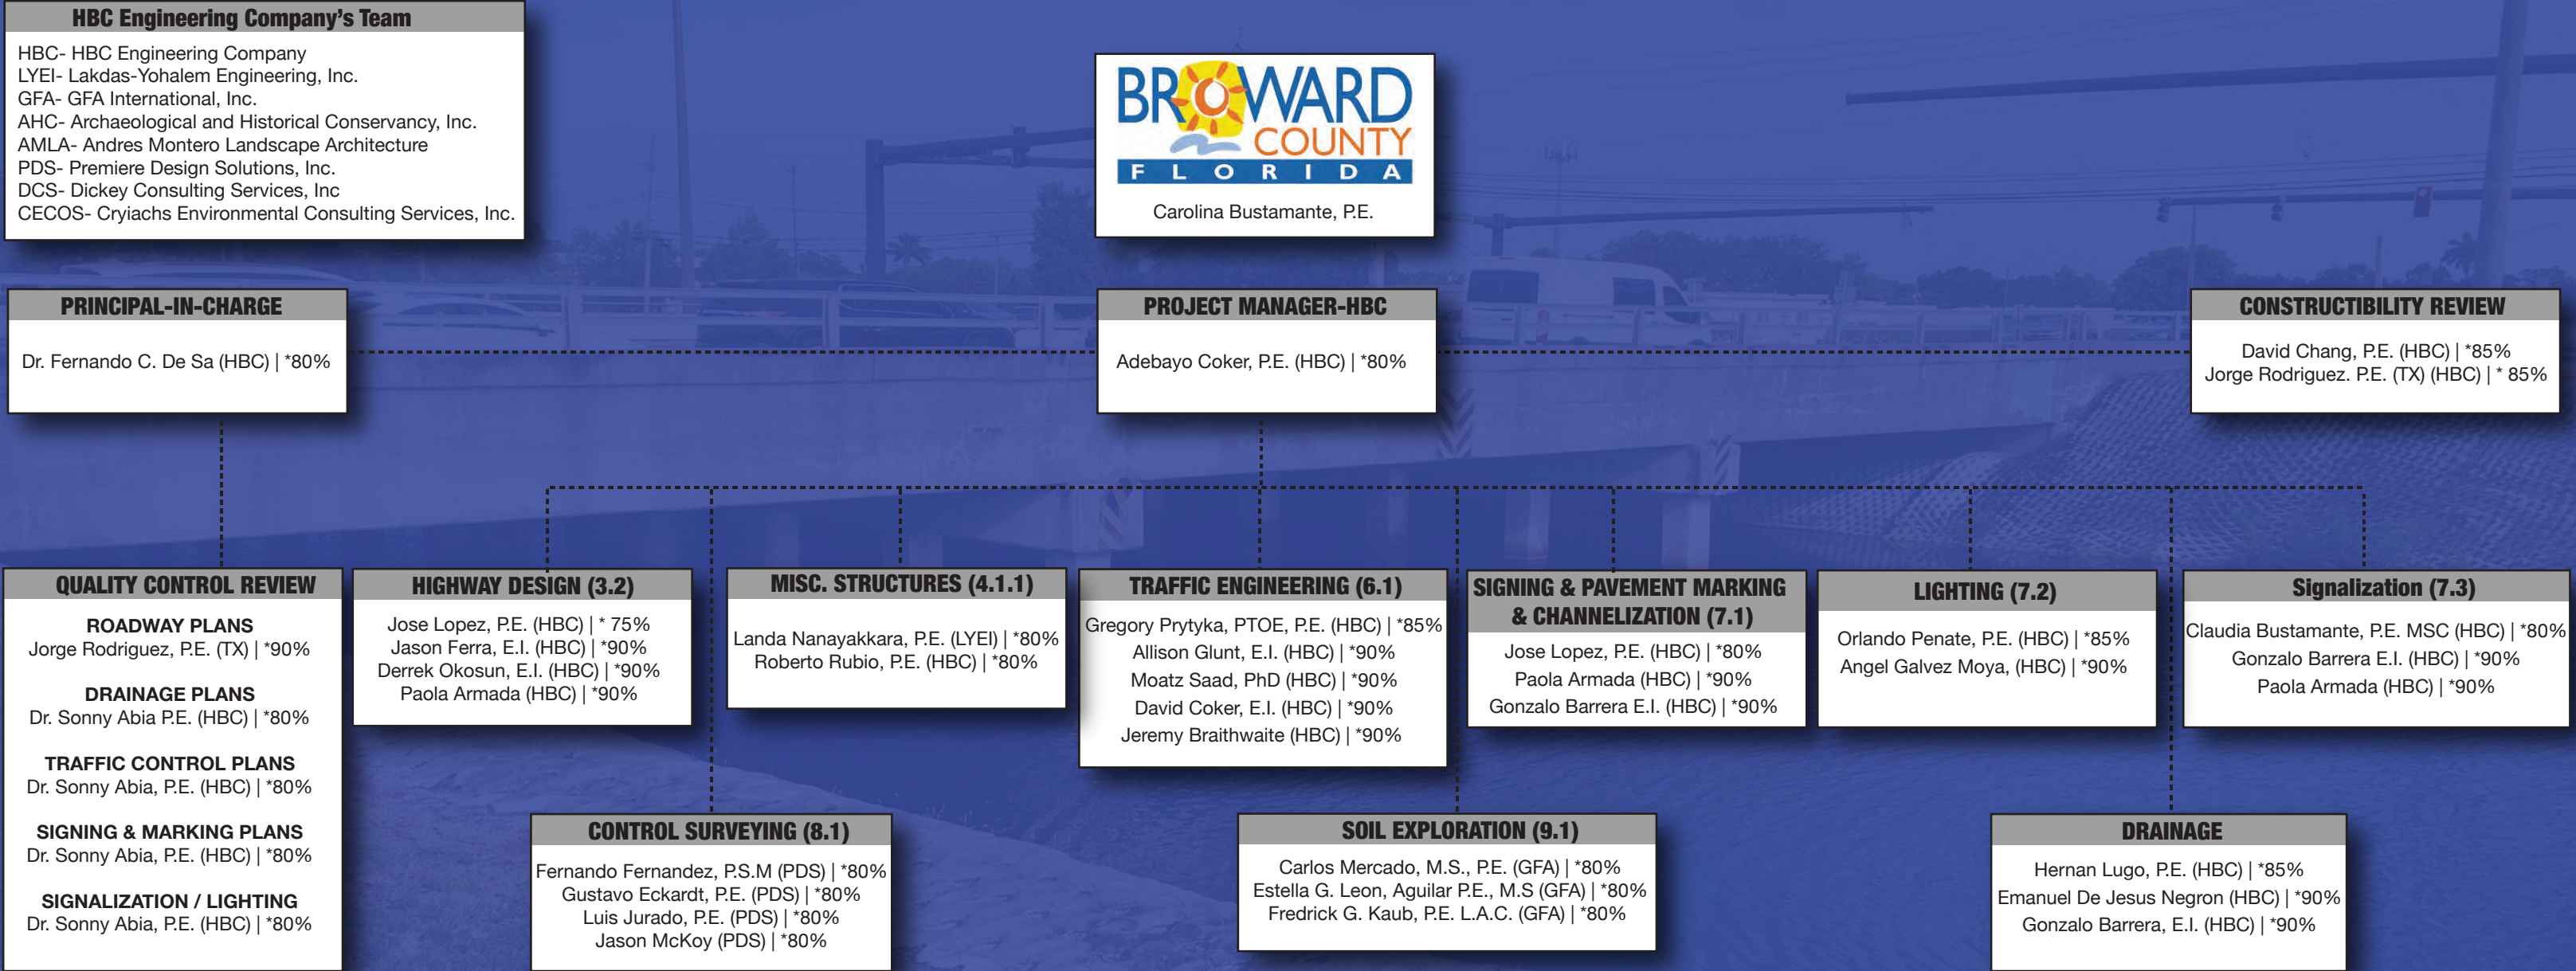 HBC Engineering Company's Team
HBC- HBC Engineering Company
LYEI- Lakdas-Yohalem Engineering, Inc.
GFA- GFA International, Inc.
AHC- Archaeological and Historical Conservancy, Inc.
AMLA- Andres Montero Landscape Architecture
PDS- Premiere Design Solutions, Inc.
DCS- Dickey Consulting Services, Inc
CECOS- Cryiachs Environmental Consulting Services, Inc.
BROWARD
COUNTY
FLORIDA
Carolina Bustamante, P.E.
PRINCIPAL-IN-CHARGE
Dr. Fernando C. De Sa (HBC) | *80%
PROJECT MANAGER-HBC
Adebayo Coker, P.E. (HBC) | *80%
CONSTRUCTIBILITY REVIEW
David Chang, P.E. (HBC) | *85%
Jorge Rodriguez. P.E. (TX) (HBC) | * 85%
QUALITY CONTROL REVIEW
ROADWAY PLANS
Jorge Rodriguez, P.E. (TX) | *90%
DRAINAGE PLANS
Dr. Sonny Abia P.E. (HBC) | *80%
TRAFFIC CONTROL PLANS
Dr. Sonny Abia, P.E. (HBC) | *80%
SIGNING & MARKING PLANS
Dr. Sonny Abia, P.E. (HBC) | *80%
SIGNALIZATION / LIGHTING
Dr. Sonny Abia, P.E. (HBC) | *80%
HIGHWAY DESIGN (3.2)
Jose Lopez, P.E. (HBC) | * 75%
Jason Ferra, E.I. (HBC) | *90%
Derrek Okosun, E.I. (HBC) | *90%
Paola Armada (HBC) | *90%
MISC. STRUCTURES (4.1.1)
Landa Nanayakkara, P.E. (LYEI) | *80%
Roberto Rubio, P.E. (HBC) | *80%
TRAFFIC ENGINEERING (6.1)
Gregory Prytyka, PTOE, P.E. (HBC) | *85%
Allison Glunt, E.I. (HBC) | *90%
Moatz Saad, PhD (HBC) | *90%
David Coker, E.I. (HBC) | *90%
Jeremy Braithwaite (HBC) | *90%
SIGNING & PAVEMENT MARKING
& CHANNELIZATION (7.1)
Jose Lopez, P.E. (HBC) | *80%
Paola Armada (HBC) | *90%
Gonzalo Barrera E.I. (HBC) | *90%
LIGHTING (7.2)
Orlando Penate, P.E. (HBC) | *85%
Angel Galvez Moya, (HBC) | *90%
Signalization (7.3)
Claudia Bustamante, P.E. MSC (HBC) | *80%
Gonzalo Barrera E.I. (HBC) | *90%
Paola Armada (HBC) | *90%
CONTROL SURVEYING (8.1)
Fernando Fernandez, P.S.M (PDS) | *80%
Gustavo Eckardt, P.E. (PDS) | *80%
Luis Jurado, P.E. (PDS) | *80%
Jason McKoy (PDS) | *80%
SOIL EXPLORATION (9.1)
Carlos Mercado, M.S., P.E. (GFA) | *80%
Estella G. Leon, Aguilar P.E., M.S (GFA) | *80%
Fredrick G. Kaub, P.E. L.A.C. (GFA) | *80%
DRAINAGE
Hernan Lugo, P.E. (HBC) | *85%
Emanuel De Jesus Negron (HBC) | *90%
Gonzalo Barrera, E.I. (HBC) | *90%